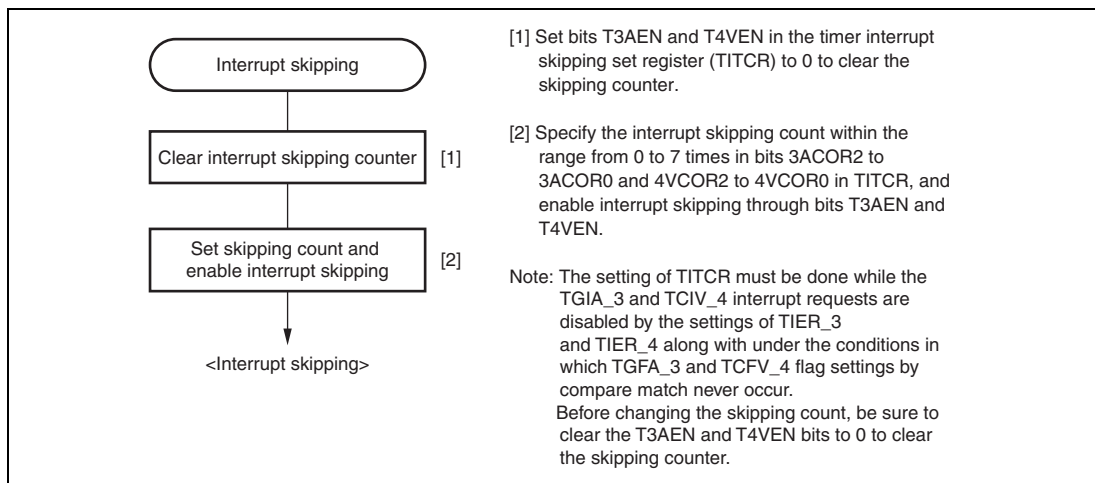 Interrupt skipping
Clear interrupt skipping counter
[1]
Set skipping count and
enable interrupt skipping
[2]
<Interrupt skipping>
[1] Set bits T3AEN and T4VEN in the timer interrupt
skipping set register (TITCR) to 0 to clear the
skipping counter.
[2] Specify the interrupt skipping count within the
range from 0 to 7 times in bits 3ACOR2 to
3ACOR0 and 4VCOR2 to 4VCOR0 in TITCR, and
enable interrupt skipping through bits T3AEN and
T4VEN.
Note: The setting of TITCR must be done while the
TGIA_3 and TCIV_4 interrupt requests are
disabled by the settings of TIER_3
and TIER_4 along with under the conditions in
which TGFA_3 and TCFV_4 flag settings by
compare match never occur.
Before changing the skipping count, be sure to
clear the T3AEN and T4VEN bits to 0 to clear
the skipping counter.